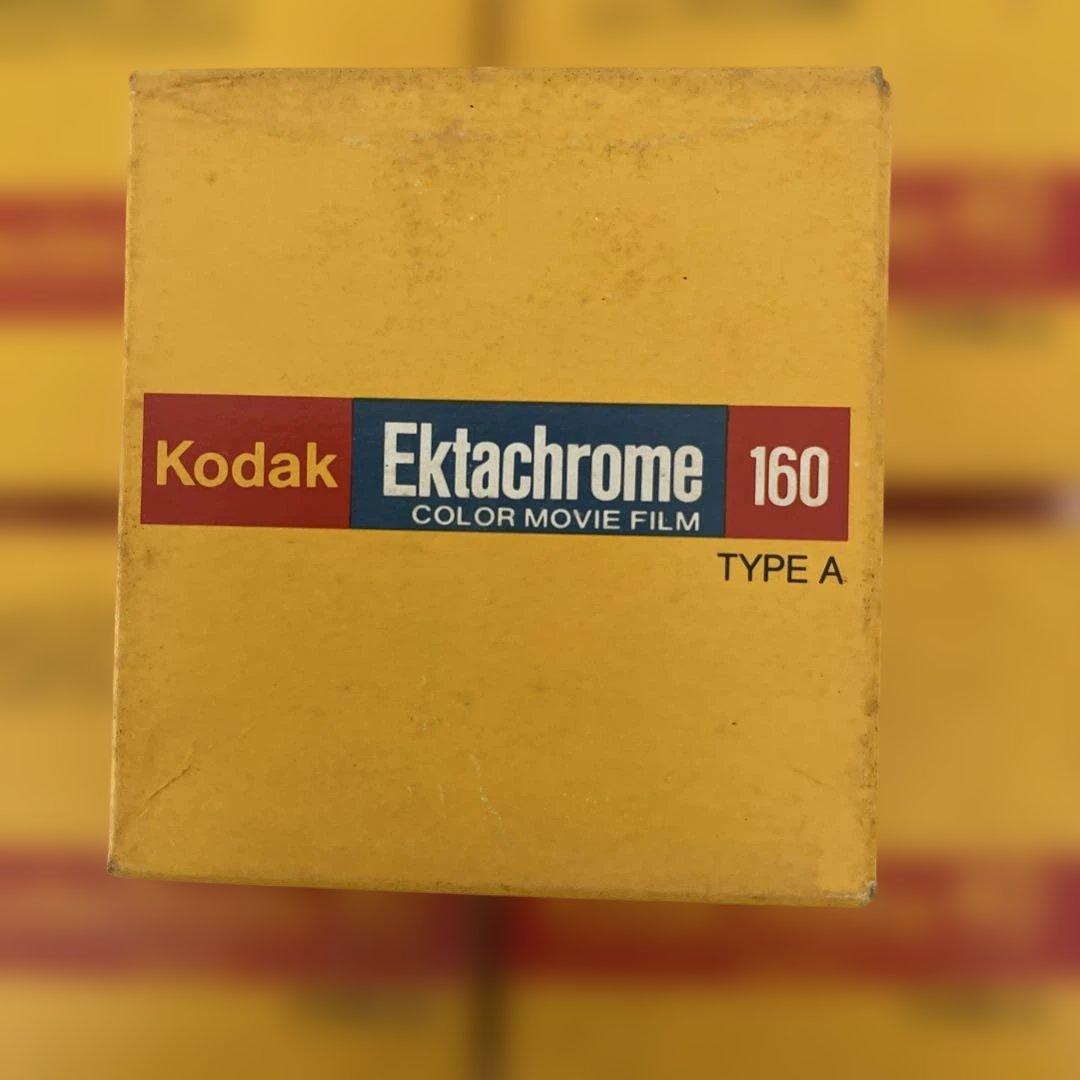 Kodak Ektachrome 160
COLOR MOVIE FILM
TYPE A